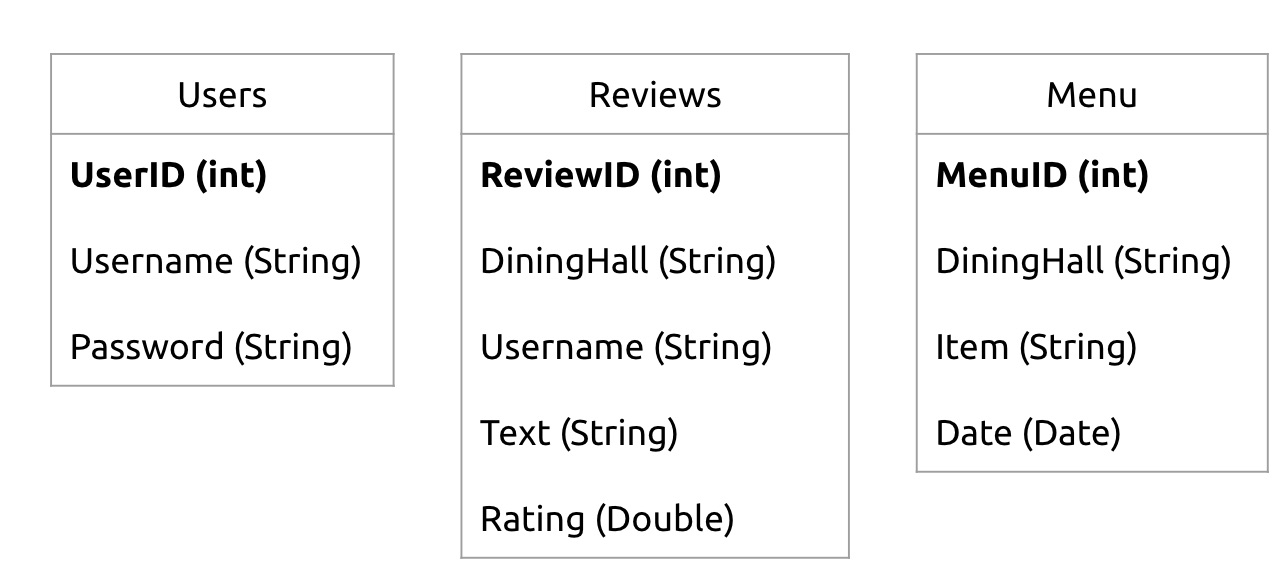 Users
UserID (int)
Username (String)
Password (String)
Reviews
ReviewID (int)
DiningHall (String)
Username (String)
Text (String)
Rating (Double)
Menu
MenuID (int)
DiningHall (String)
Item (String)
Date (Date)